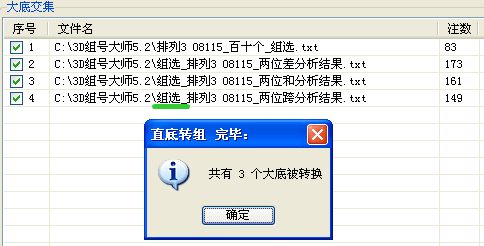 大底交集
序号 文件名 注数
1 C:\3D组号大师5.2\排列3 08115_百十个_组选.txt 83
2 C:\3D组号大师5.2\组选_排列3 08115_两位差分析结果.txt 173
3 C:\3D组号大师5.2\组选_排列3 08115_两位和分析结果.txt 161
4 C:\3D组号大师5.2\组选_排列3 08115_两位跨分析结果.txt 149
直底转组 完毕:
共有 3 个大底被转换
确定